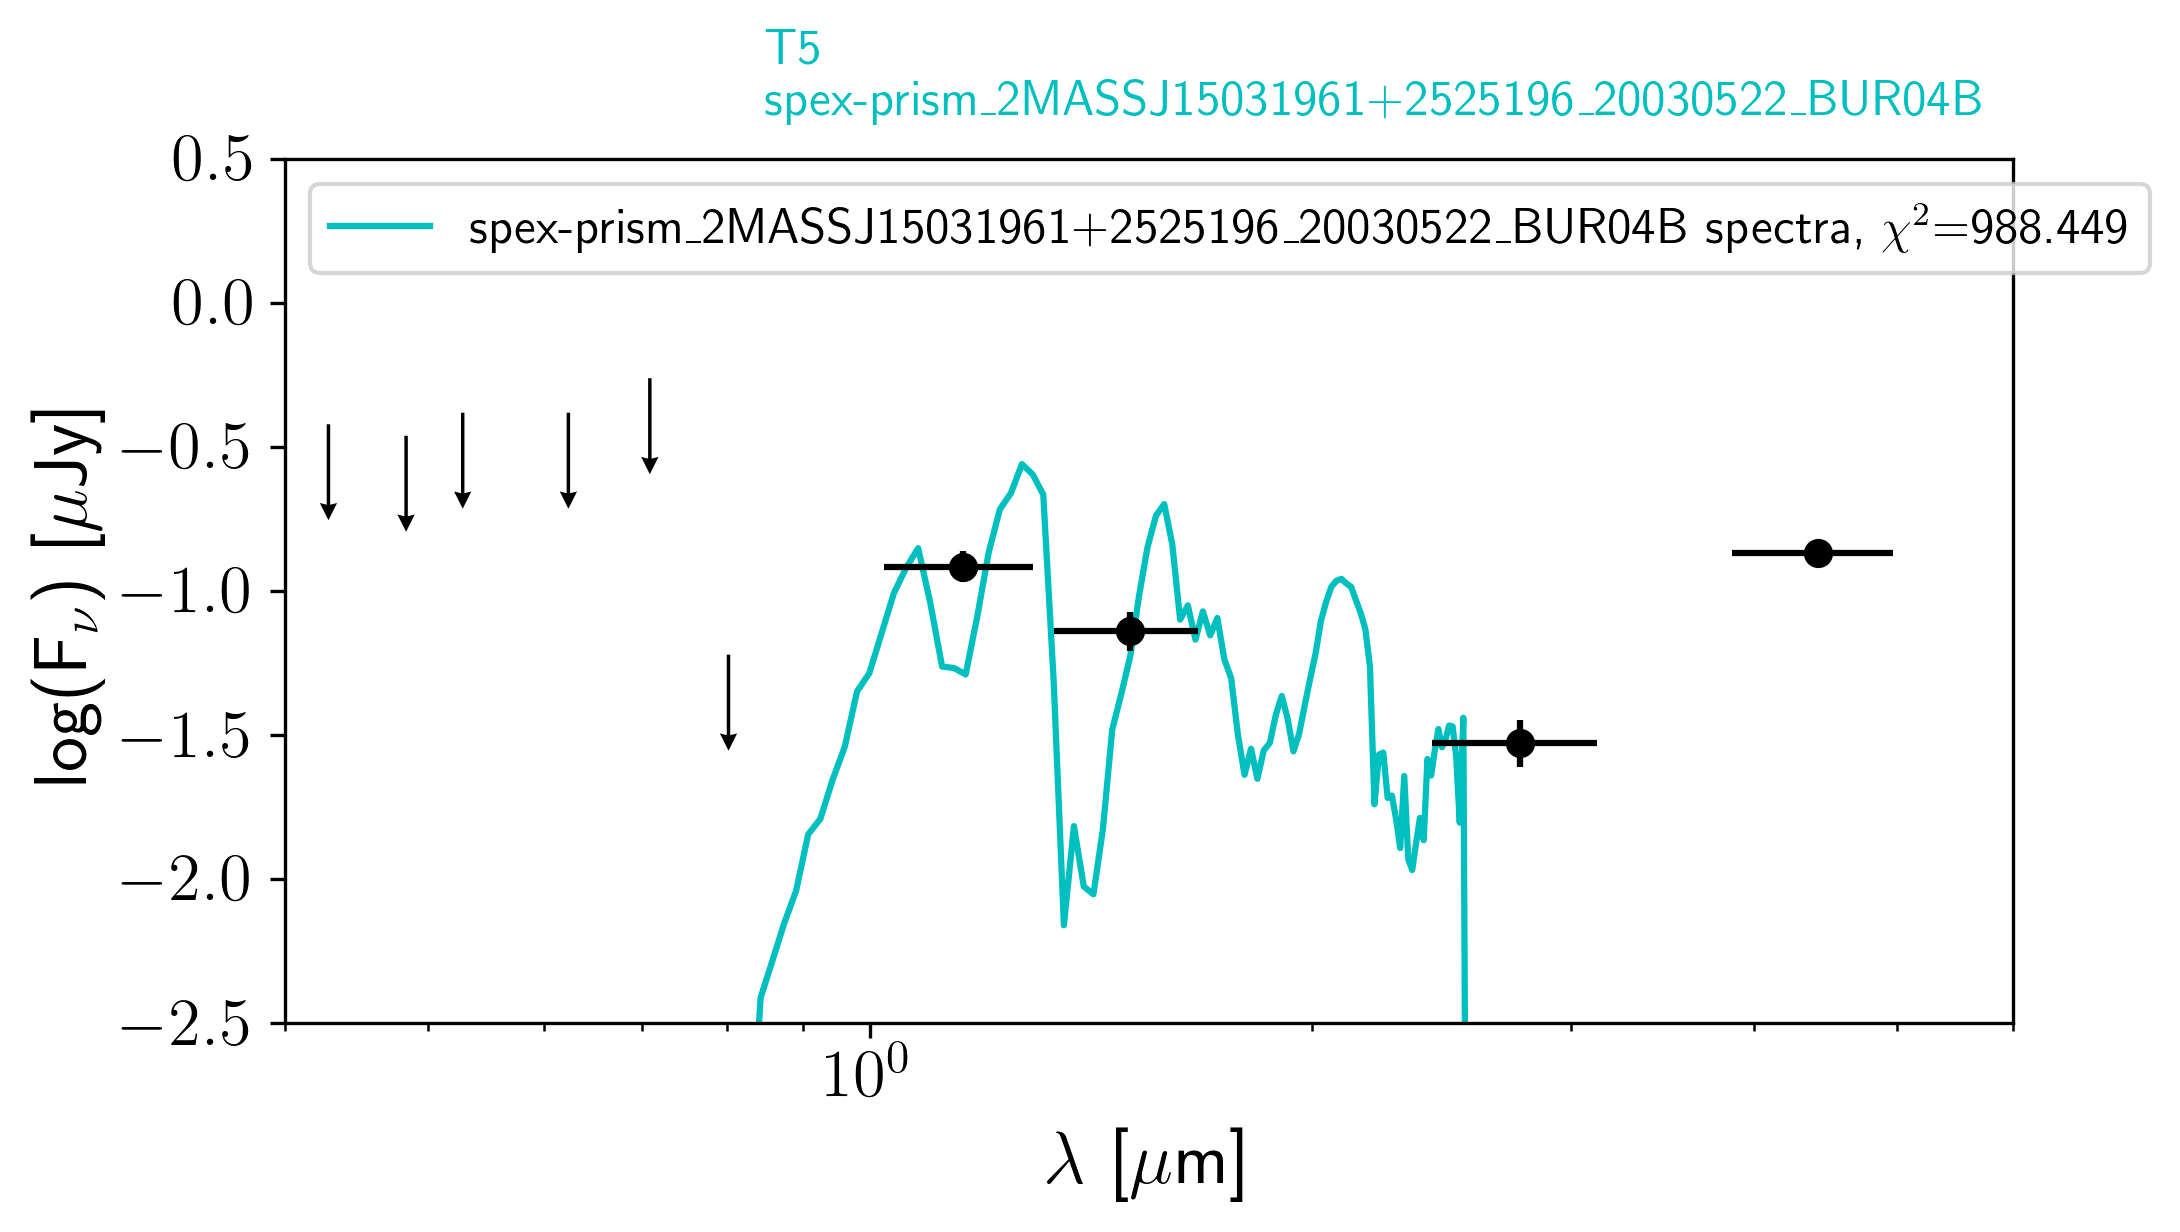 T5
spex-prism_2MASSJ15031961+2525196_20030522_BUR04B
spex-prism_2MASSJ15031961+2525196_20030522_BUR04B spectra, χ²=988.449
0.5
0.0
−0.5
−1.0
−1.5
−2.0
−2.5
log(Fν) [μJy]
10⁰
λ [μm]